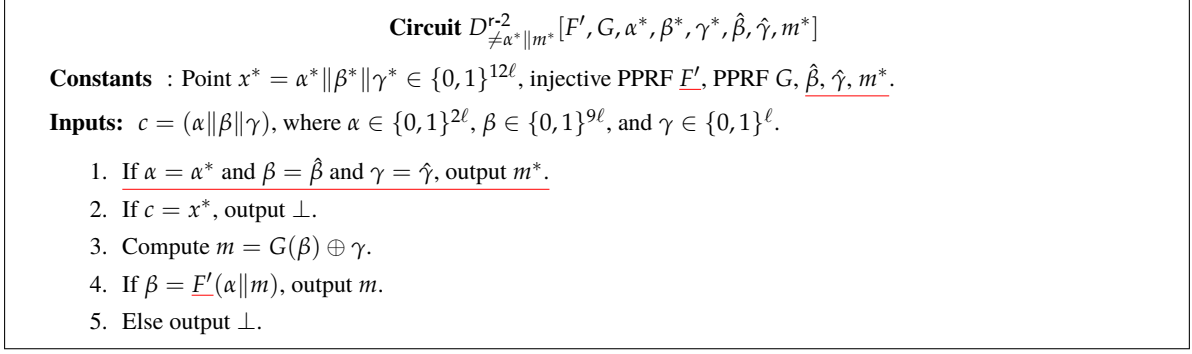 Circuit D^{r-2}_{≠α*∥m*}[F′, G, α*, β*, γ*, β̂, γ̂, m*]
Constants : Point x* = α*∥β*∥γ* ∈ {0, 1}^{12ℓ}, injective PPRF F′, PPRF G, β̂, γ̂, m*.
Inputs: c = (α∥β∥γ), where α ∈ {0, 1}^{2ℓ}, β ∈ {0, 1}^{9ℓ}, and γ ∈ {0, 1}^ℓ.
1. If α = α* and β = β̂ and γ = γ̂, output m*.
2. If c = x*, output ⊥.
3. Compute m = G(β) ⊕ γ.
4. If β = F′(α∥m), output m.
5. Else output ⊥.